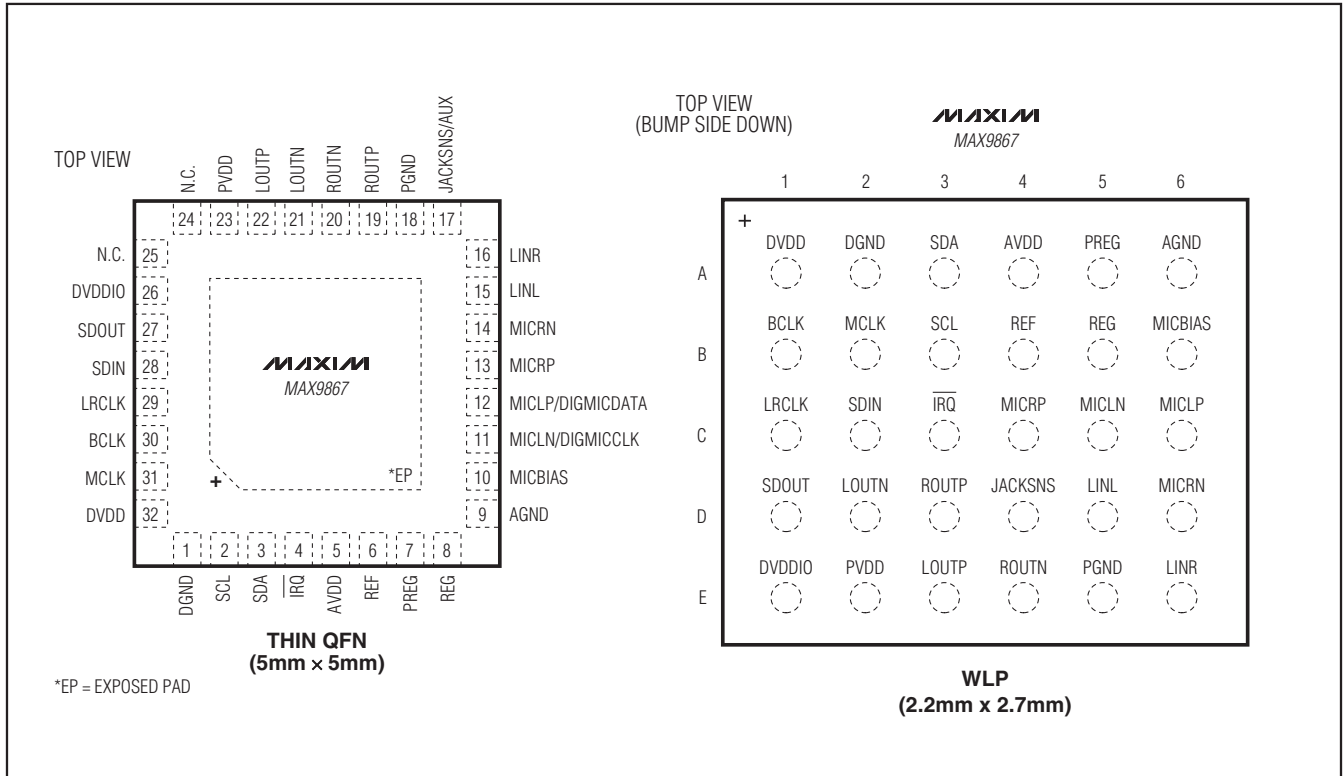 TOP VIEW
N.C.
PVDD
LOUTP
LOUTN
ROUTN
ROUTP
PGND
JACKSNS/AUX
24 23 22 21 20 19 18 17
N.C. 25
DVDDIO 26
SDOUT 27
SDIN 28
LRCLK 29
BCLK 30
MCLK 31
DVDD 32
16 LINR
15 LINL
14 MICRN
13 MICRP
12 MICLP/DIGMICDATA
11 MICLN/DIGMICCLK
10 MICBIAS
9 AGND
MAXIM
MAX9867
+
*EP
1 2 3 4 5 6 7 8
DGND
SCL
SDA
IRQ
AVDD
REF
PREG
REG
THIN QFN
(5mm × 5mm)
*EP = EXPOSED PAD
TOP VIEW
(BUMP SIDE DOWN)
MAXIM
MAX9867
1 2 3 4 5 6
+
A DVDD DGND SDA AVDD PREG AGND
B BCLK MCLK SCL REF REG MICBIAS
C LRCLK SDIN IRQ MICRP MICLN MICLP
D SDOUT LOUTN ROUTP JACKSNS LINL MICRN
E DVDDIO PVDD LOUTP ROUTN PGND LINR
WLP
(2.2mm x 2.7mm)